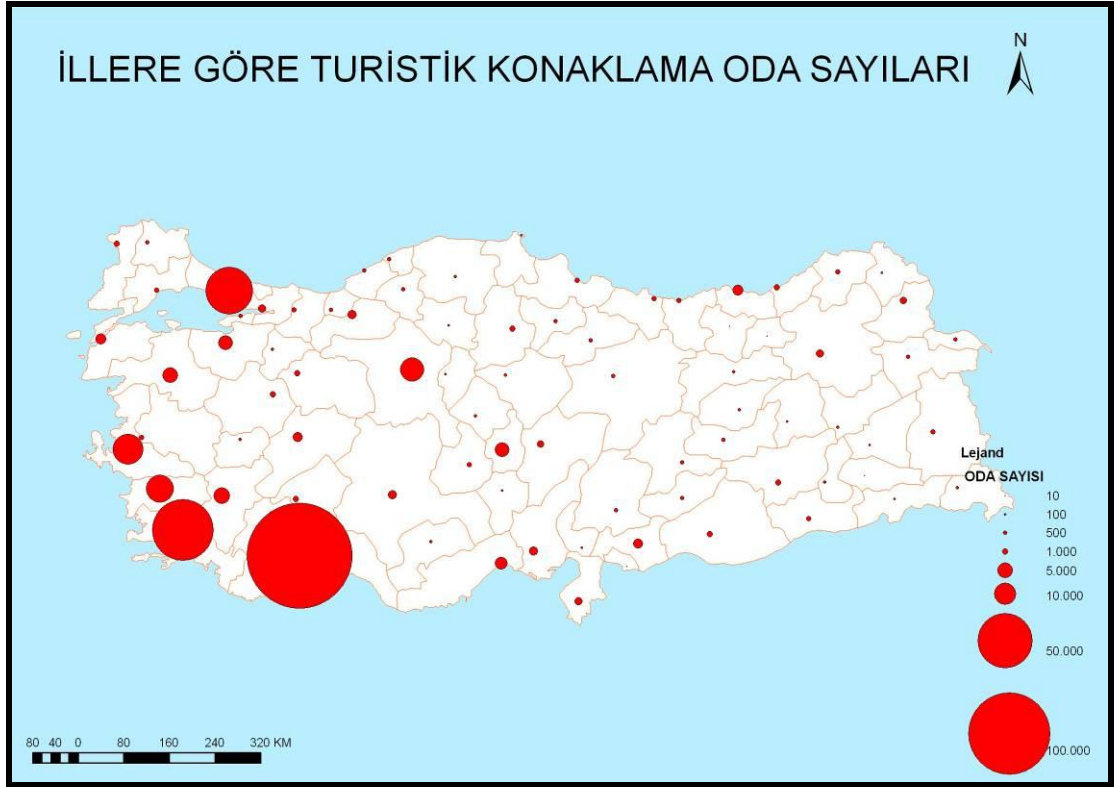 N
İLLERE GÖRE TURİSTİK KONAKLAMA ODA SAYILARI
Lejand
ODA SAYISI
10
100
500
1.000
5.000
10.000
50.000
100.000
80 40 0 80 160 240 320 KM